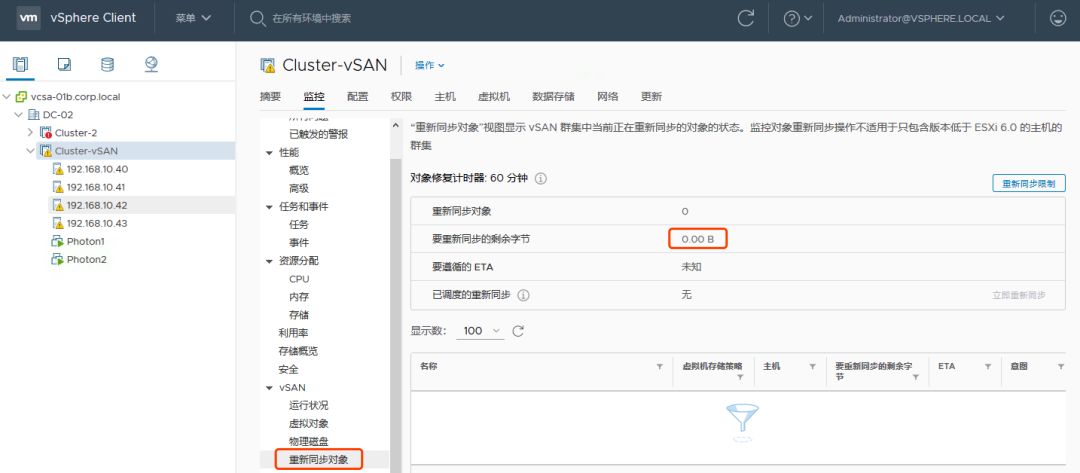 vm vSphere Client 菜单 在所有环境中搜索 Administrator@VSPHERE.LOCAL
vcsa-01b.corp.local
DC-02
Cluster-2
Cluster-vSAN
192.168.10.40
192.168.10.41
192.168.10.42
192.168.10.43
Photon1
Photon2
Cluster-vSAN 操作
摘要 监控 配置 权限 主机 虚拟机 数据存储 网络 更新
所有问题
已触发的警报
性能
概览
高级
任务和事件
任务
事件
资源分配
CPU
内存
存储
利用率
存储概览
安全
vSAN
运行状况
虚拟对象
物理磁盘
重新同步对象
“重新同步对象”视图显示 vSAN 群集中当前正在重新同步的对象的状态。监控对象重新同步操作不适用于只包含版本低于 ESXi 6.0 的主机的
群集
对象修复计时器: 60 分钟
重新同步限制
重新同步对象 0
要重新同步的剩余字节 0.00 B
要遵循的 ETA 未知
已调度的重新同步 无 立即重新同步
显示数: 100
名称 虚拟机存储策略 主机 要重新同步的剩余字
节 ETA 意图